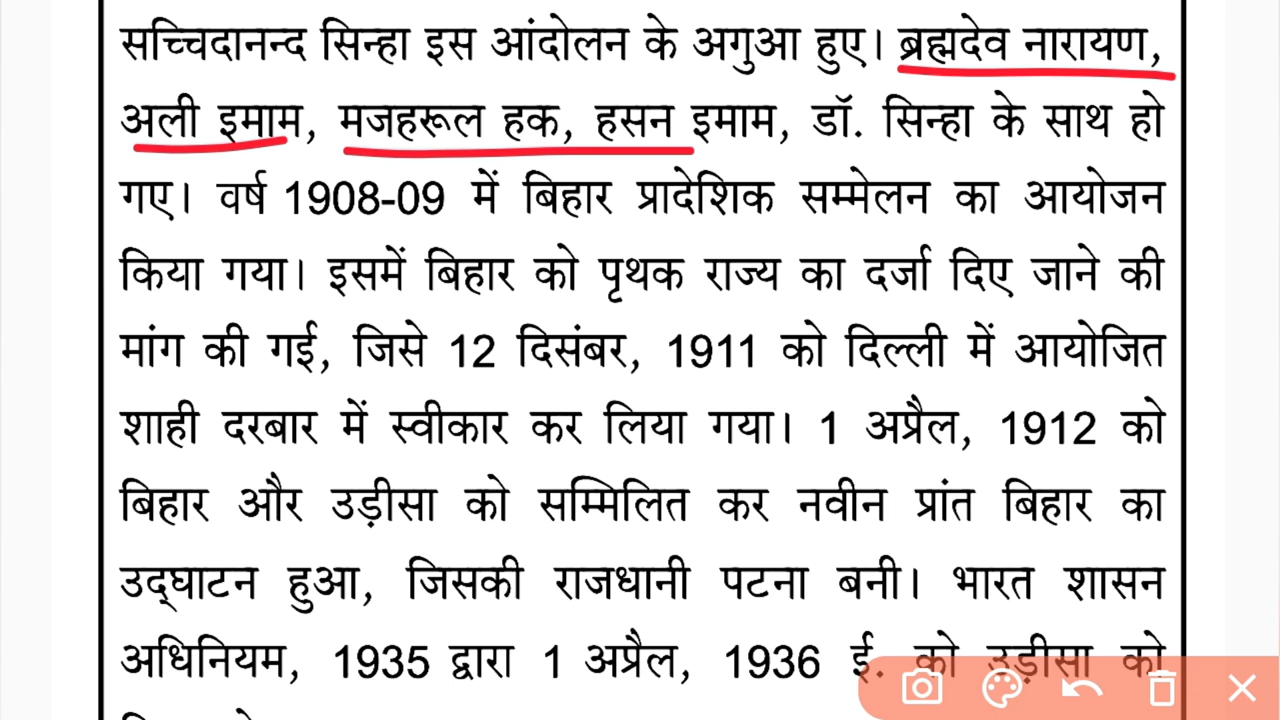 सच्चिदानन्द सिन्हा इस आंदोलन के अगुआ हुए। ब्रह्मदेव नारायण,
अली इमाम, मजहरूल हक, हसन इमाम, डॉ. सिन्हा के साथ हो
गए। वर्ष 1908-09 में बिहार प्रादेशिक सम्मेलन का आयोजन
किया गया। इसमें बिहार को पृथक राज्य का दर्जा दिए जाने की
मांग की गई, जिसे 12 दिसंबर, 1911 को दिल्ली में आयोजित
शाही दरबार में स्वीकार कर लिया गया। 1 अप्रैल, 1912 को
बिहार और उड़ीसा को सम्मिलित कर नवीन प्रांत बिहार का
उद्घाटन हुआ, जिसकी राजधानी पटना बनी। भारत शासन
अधिनियम, 1935 द्वारा 1 अप्रैल, 1936 ई. को उड़ीसा को